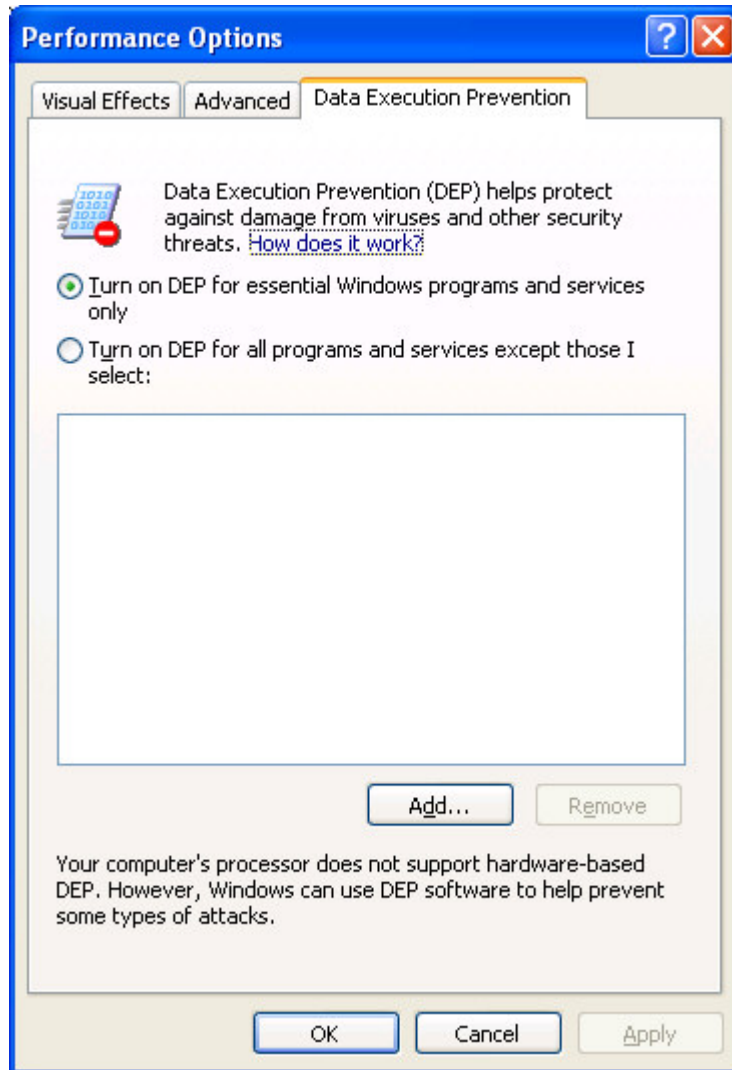 Performance Options
Visual Effects Advanced Data Execution Prevention
Data Execution Prevention (DEP) helps protect
against damage from viruses and other security
threats. How does it work?
Turn on DEP for essential Windows programs and services
only
Turn on DEP for all programs and services except those I
select:
Add... Remove
Your computer's processor does not support hardware-based
DEP. However, Windows can use DEP software to help prevent
some types of attacks.
OK Cancel Apply